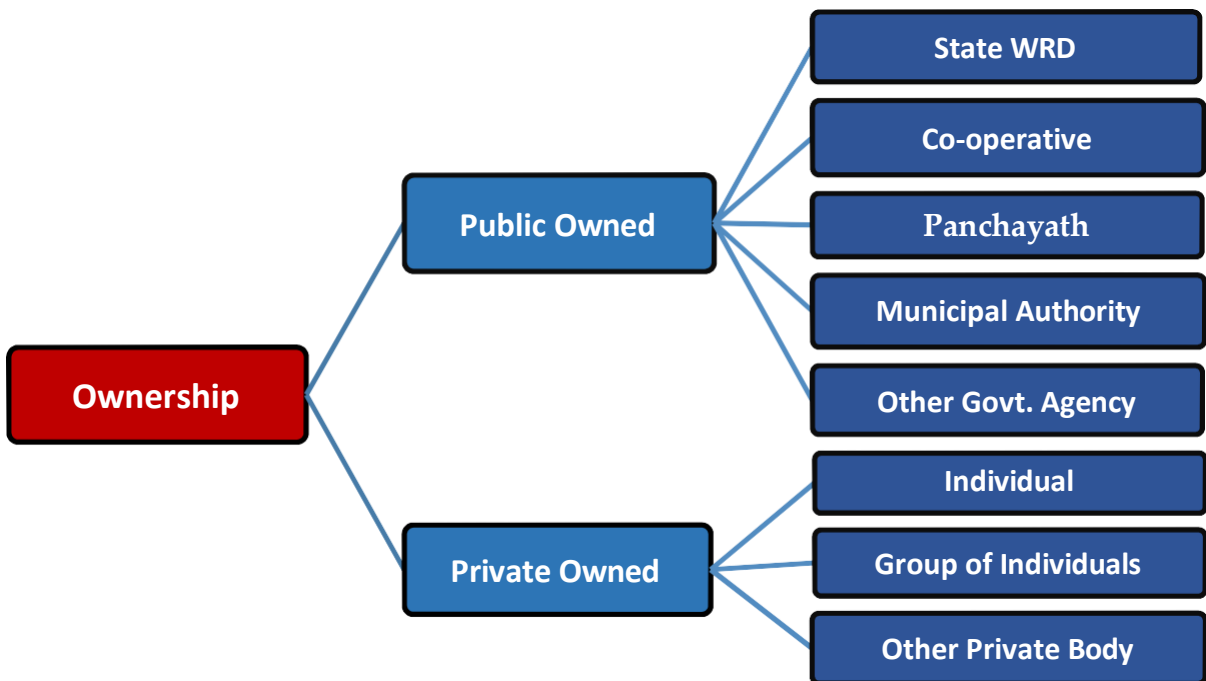 Ownership
Public Owned
State WRD
Co-operative
Panchayath
Municipal Authority
Other Govt. Agency
Private Owned
Individual
Group of Individuals
Other Private Body